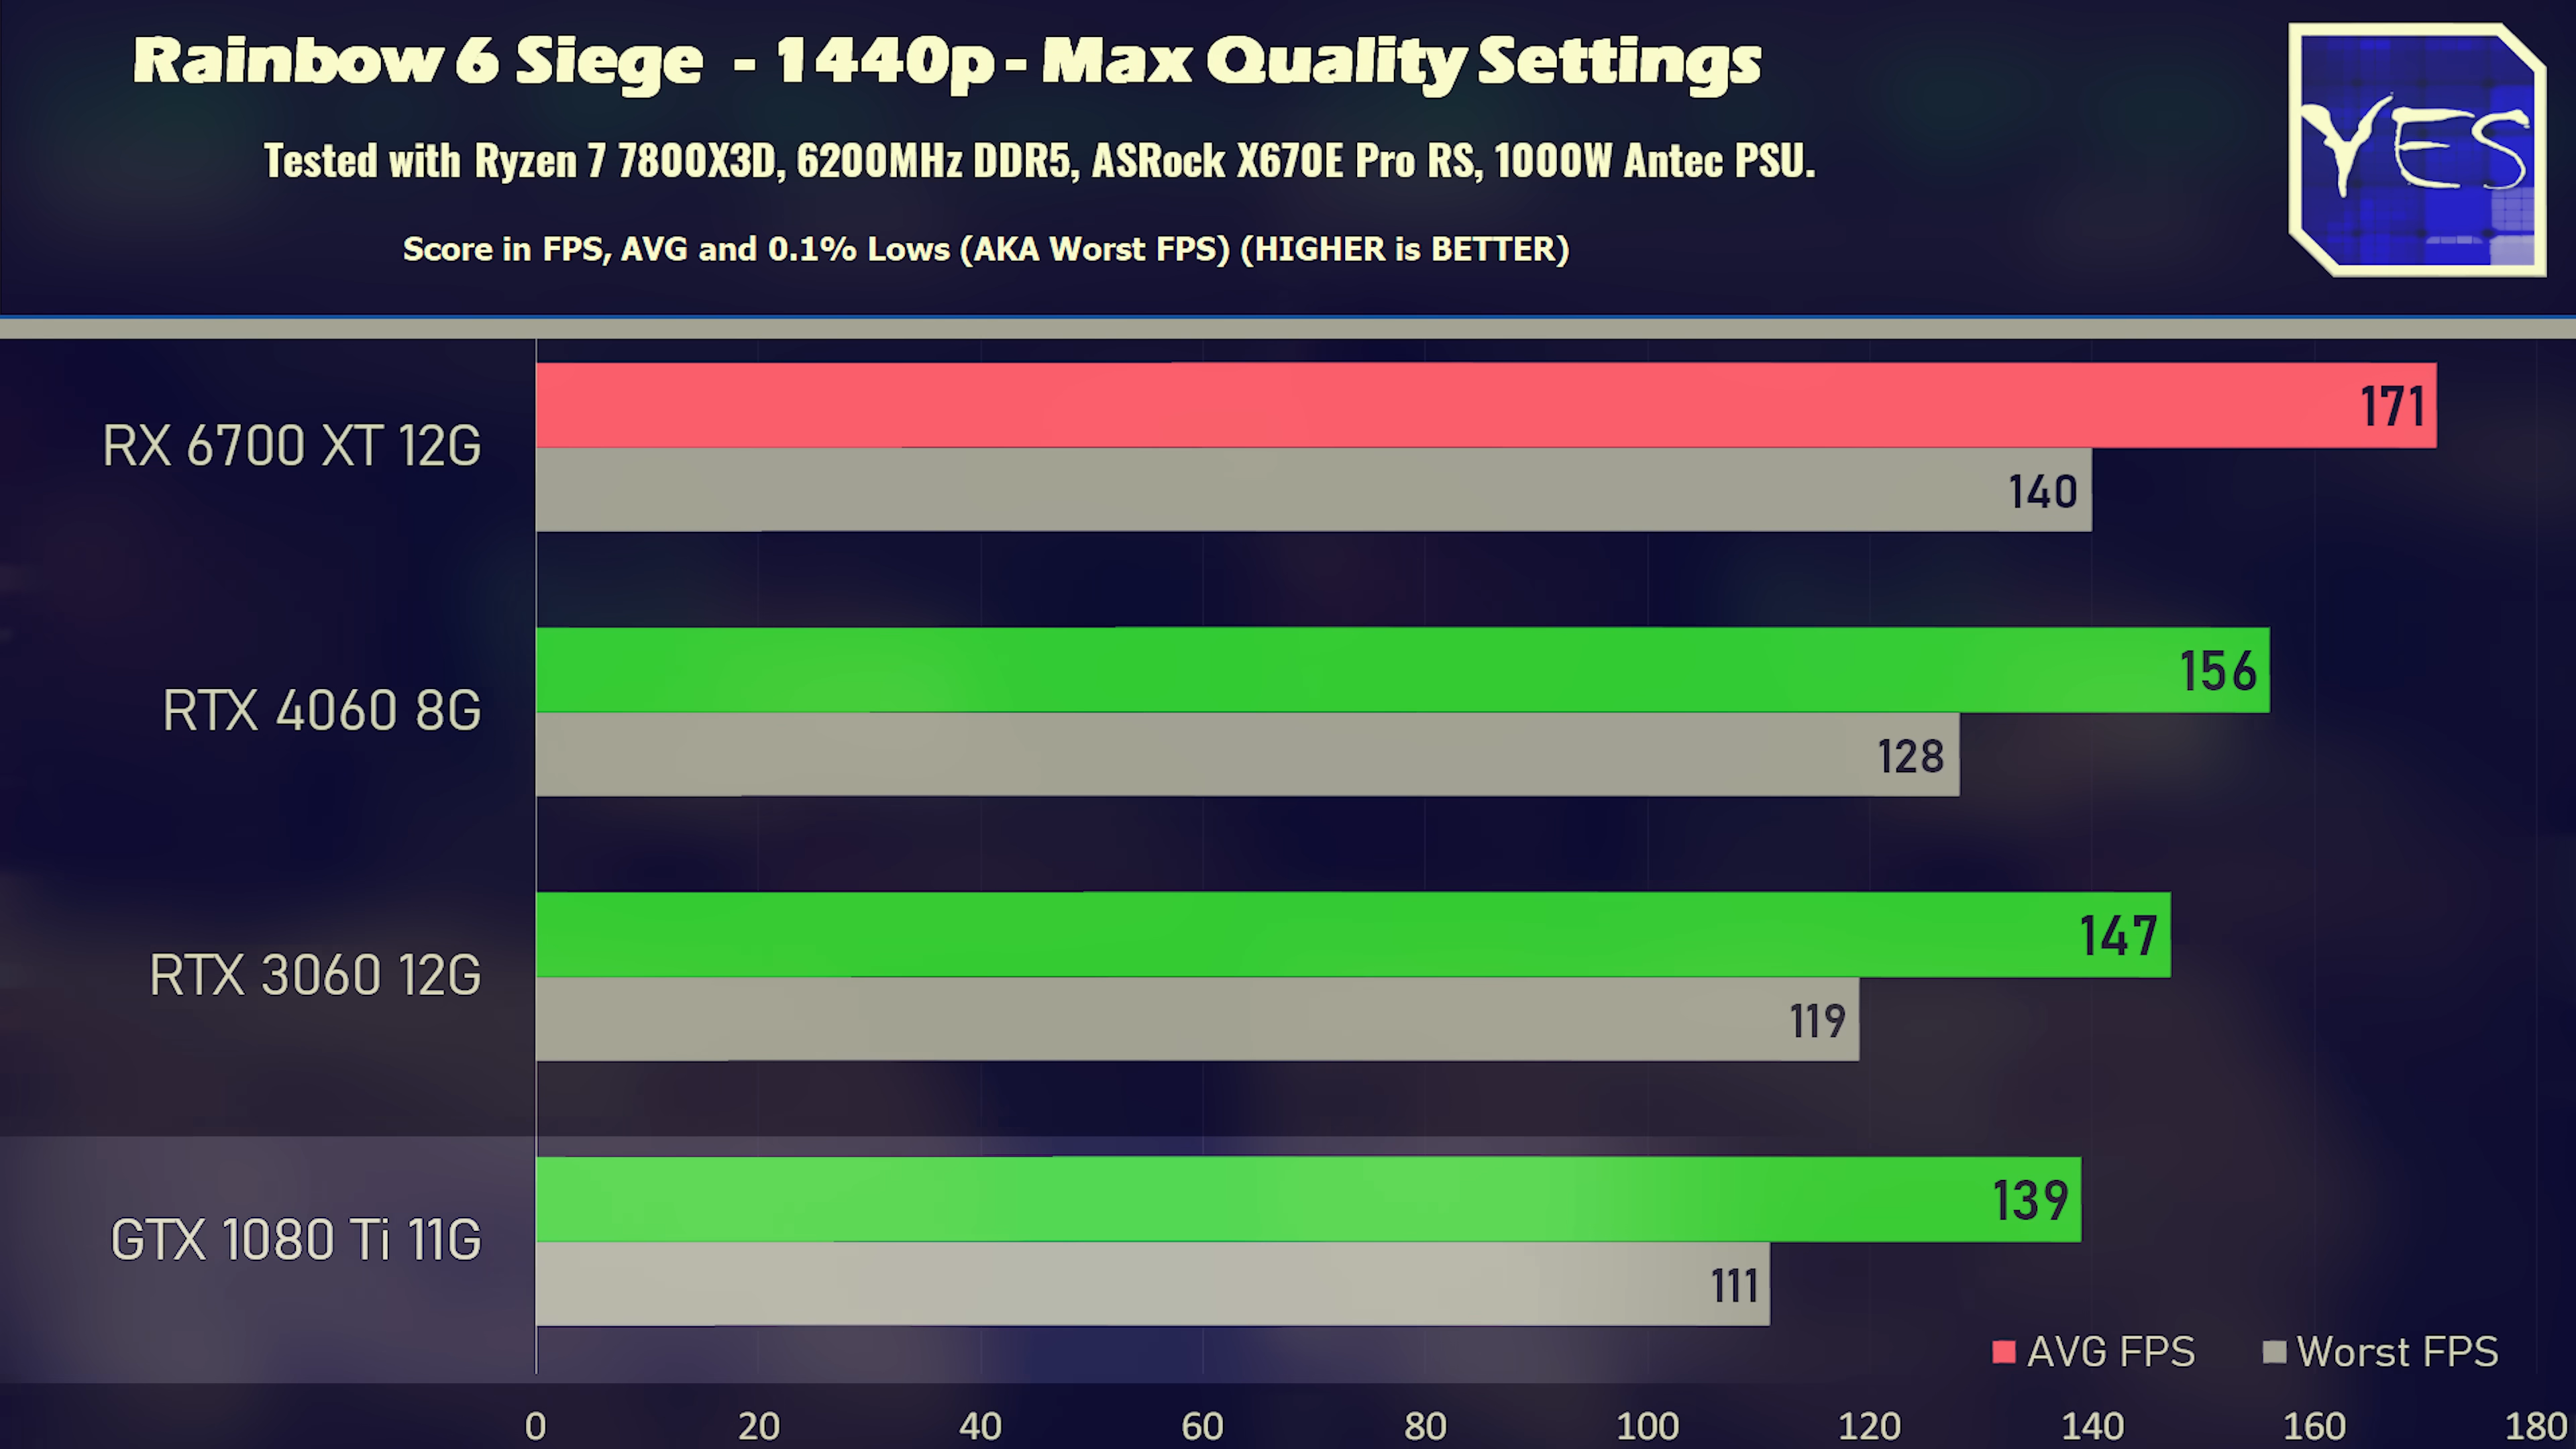 Rainbow 6 Siege - 1440p - Max Quality Settings
Tested with Ryzen 7 7800X3D, 6200MHz DDR5, ASRock X670E Pro RS, 1000W Antec PSU.
Score in FPS, AVG and 0.1% Lows (AKA Worst FPS) (HIGHER is BETTER)
YES
RX 6700 XT 12G
171
140
RTX 4060 8G
156
128
RTX 3060 12G
147
119
GTX 1080 Ti 11G
139
111
AVG FPS Worst FPS
0 20 40 60 80 100 120 140 160 180